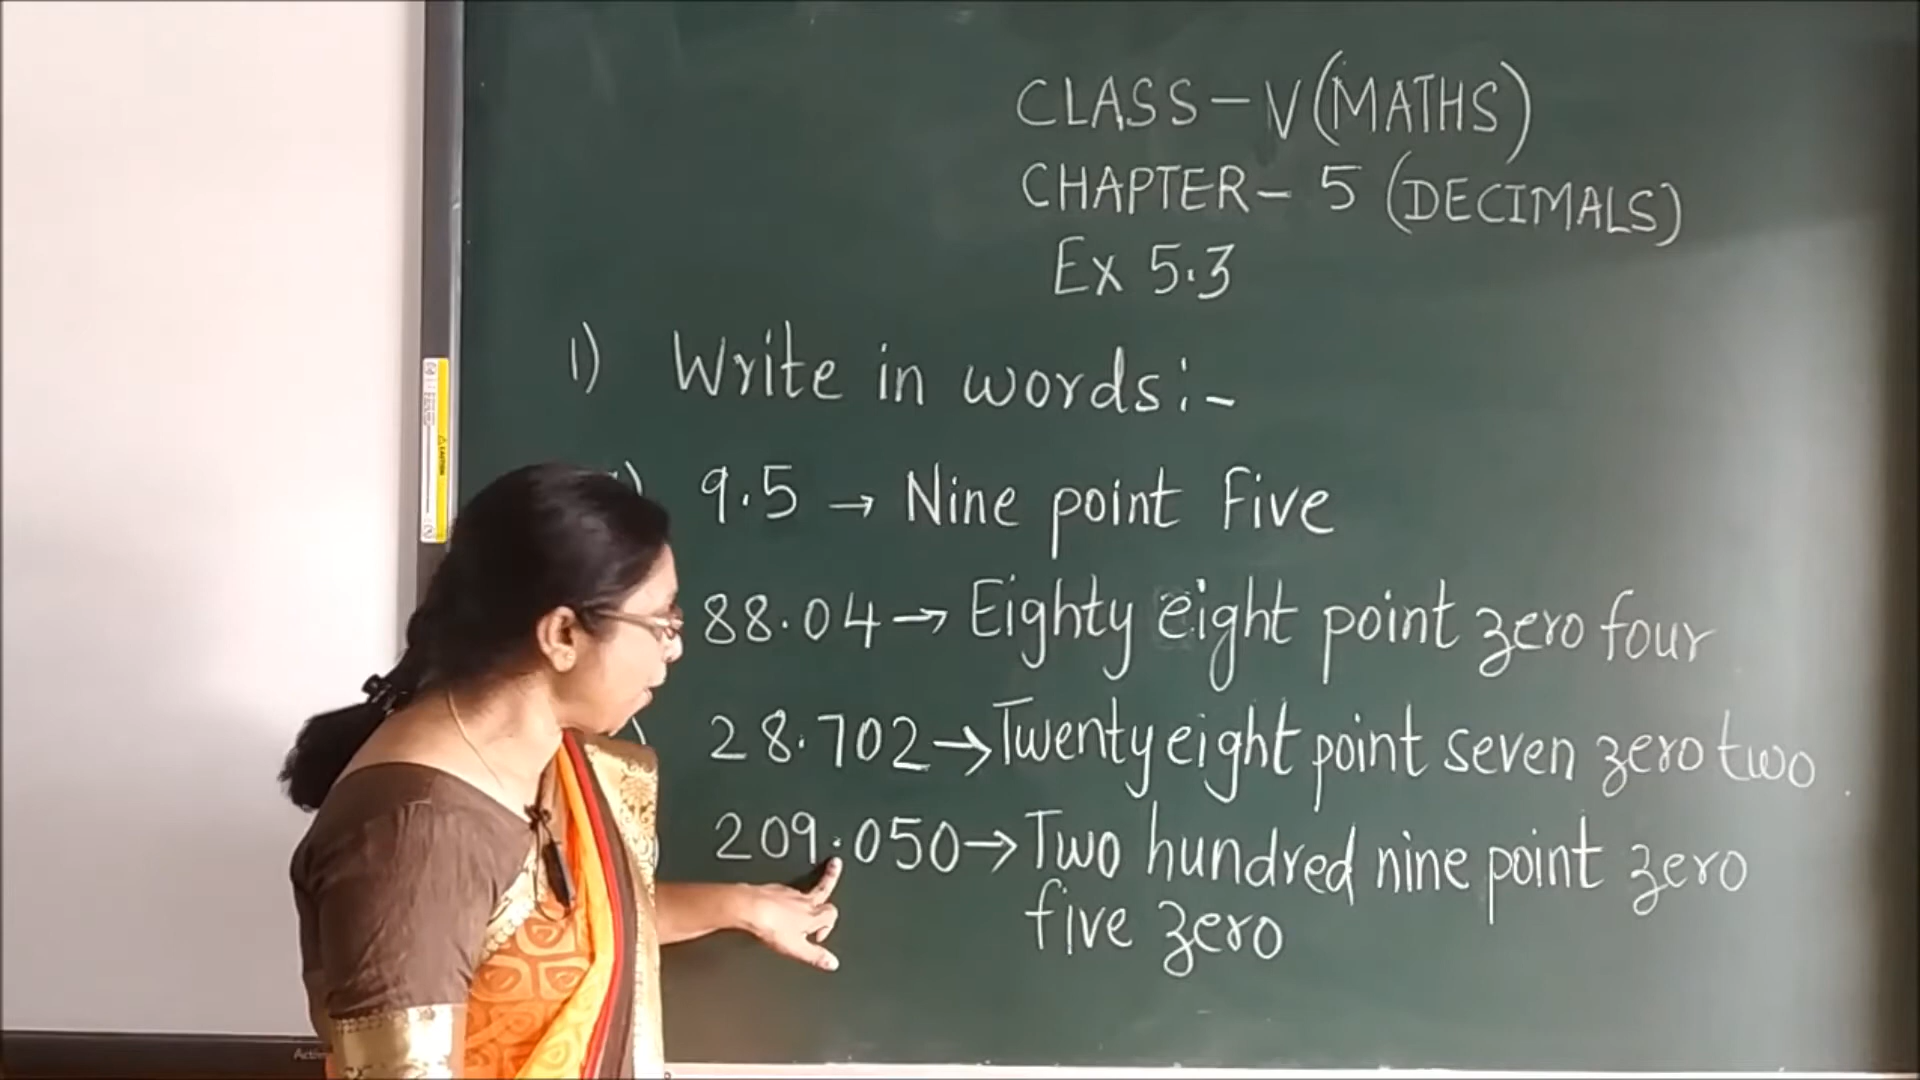 CLASS – V (MATHS)
CHAPTER – 5 (DECIMALS)
Ex 5.3
1) Write in words:-
9.5 → Nine point Five
88.04 → Eighty eight point zero four
28.702 → Twenty eight point seven zero two.
209.050 → Two hundred nine point zero
five zero
CAUTION